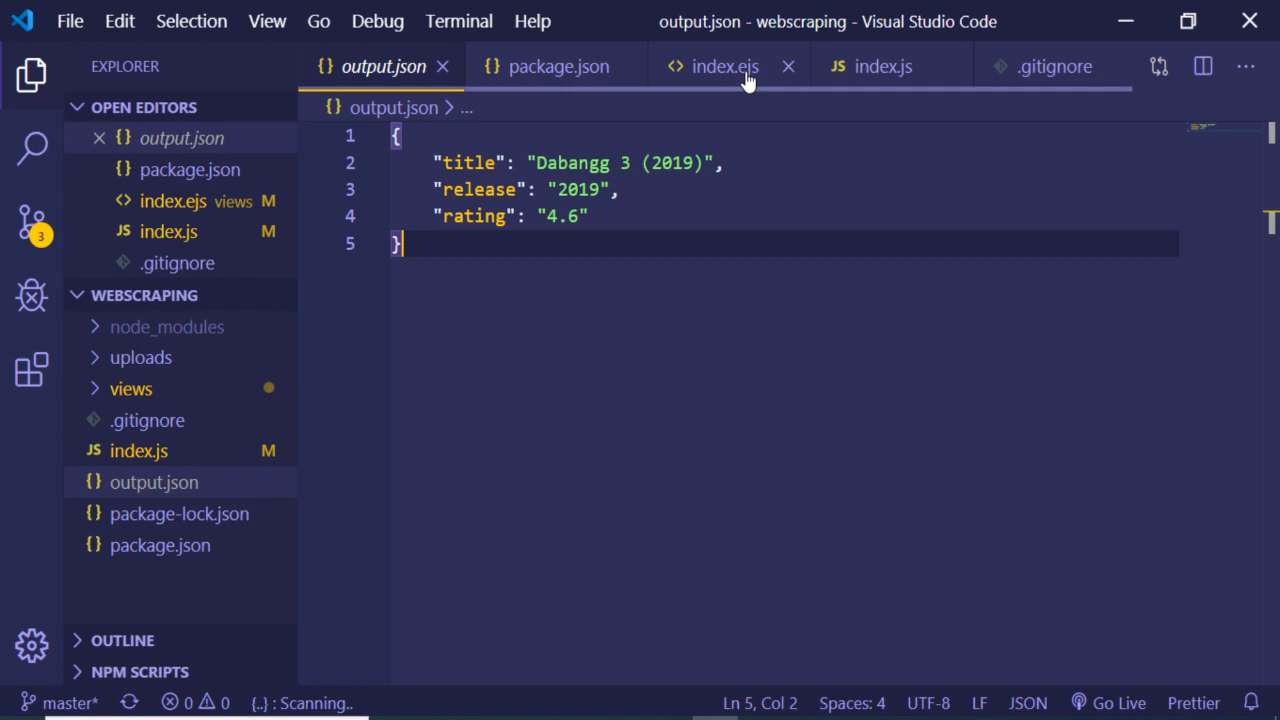 File Edit Selection View Go Debug Terminal Help output.json - webscraping - Visual Studio Code
EXPLORER
{} output.json {} package.json <> index.ejs JS index.js .gitignore
OPEN EDITORS
{} output.json
{} package.json
<> index.ejs views M
JS index.js M
.gitignore
3
WEBSCRAPING
node_modules
uploads
views
.gitignore
JS index.js M
{} output.json
{} package-lock.json
{} package.json
OUTLINE
NPM SCRIPTS
{} output.json > ...
1 {
2 "title": "Dabangg 3 (2019)",
3 "release": "2019",
4 "rating": "4.6"
5 }
master* 0 0 {..} : Scanning.. Ln 5, Col 2 Spaces: 4 UTF-8 LF JSON Go Live Prettier